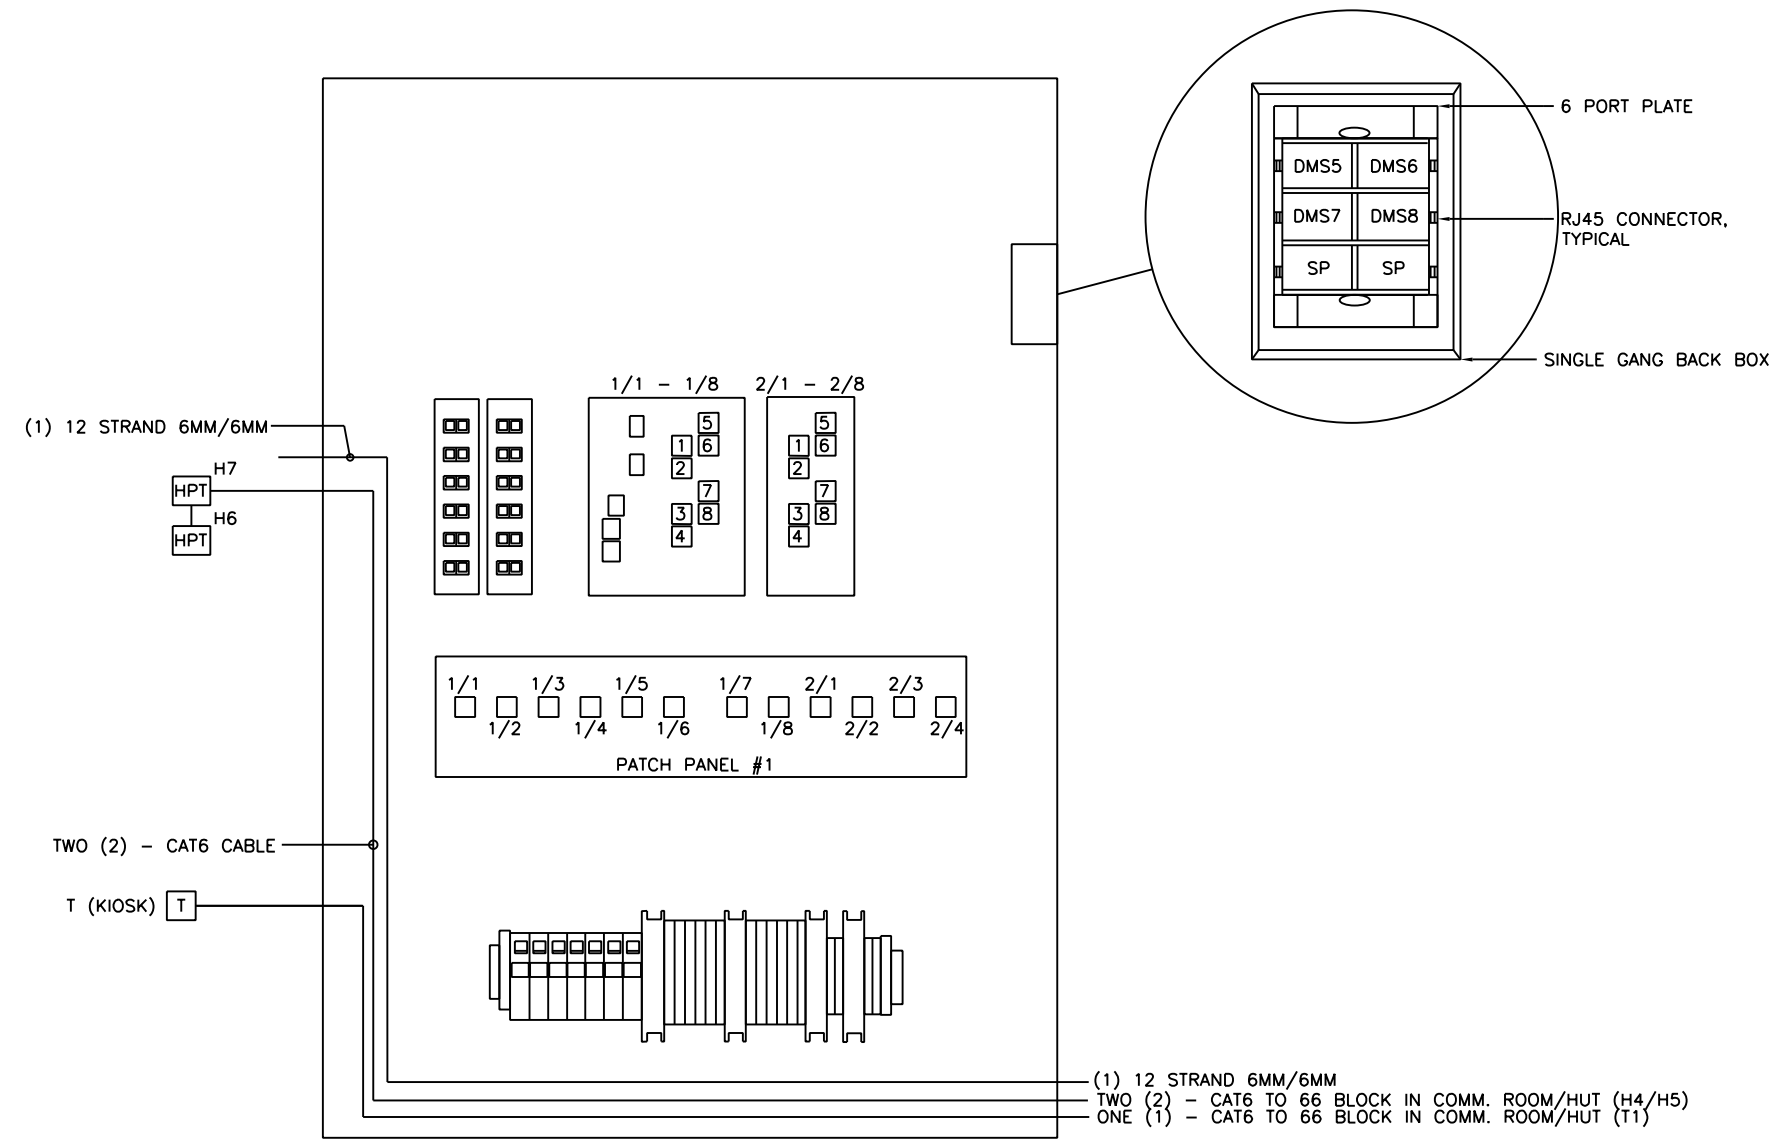 6 PORT PLATE
DMS5 DMS6
DMS7 DMS8
SP SP
RJ45 CONNECTOR,
TYPICAL
SINGLE GANG BACK BOX
1/1 - 1/8
2/1 - 2/8
5
1 6
2
7
3 8
4
5
1 6
2
7
3 8
4
(1) 12 STRAND 6MM/6MM
H7
HPT
H6
HPT
1/1 1/3 1/5 1/7 2/1 2/3
1/2 1/4 1/6 1/8 2/2 2/4
PATCH PANEL #1
TWO (2) - CAT6 CABLE
T (KIOSK) T
(1) 12 STRAND 6MM/6MM
TWO (2) - CAT6 TO 66 BLOCK IN COMM. ROOM/HUT (H4/H5)
ONE (1) - CAT6 TO 66 BLOCK IN COMM. ROOM/HUT (T1)